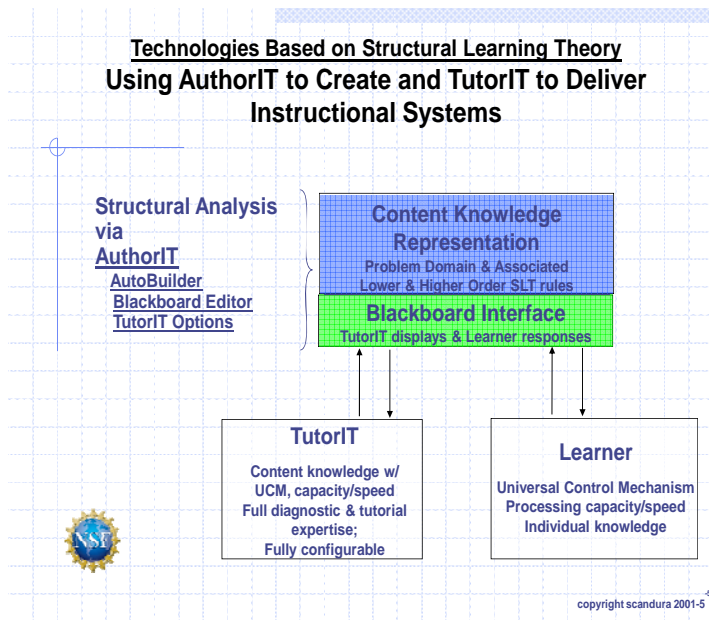 Technologies Based on Structural Learning Theory
Using AuthorIT to Create and TutorIT to Deliver
Instructional Systems
Structural Analysis
via
AuthorIT
AutoBuilder
Blackboard Editor
TutorIT Options
Content Knowledge
Representation
Problem Domain & Associated
Lower & Higher Order SLT rules
Blackboard Interface
TutorIT displays & Learner responses
TutorIT
Content knowledge w/
UCM, capacity/speed
Full diagnostic & tutorial
expertise;
Fully configurable
Learner
Universal Control Mechanism
Processing capacity/speed
Individual knowledge
NSF
copyright scandura 2001-5